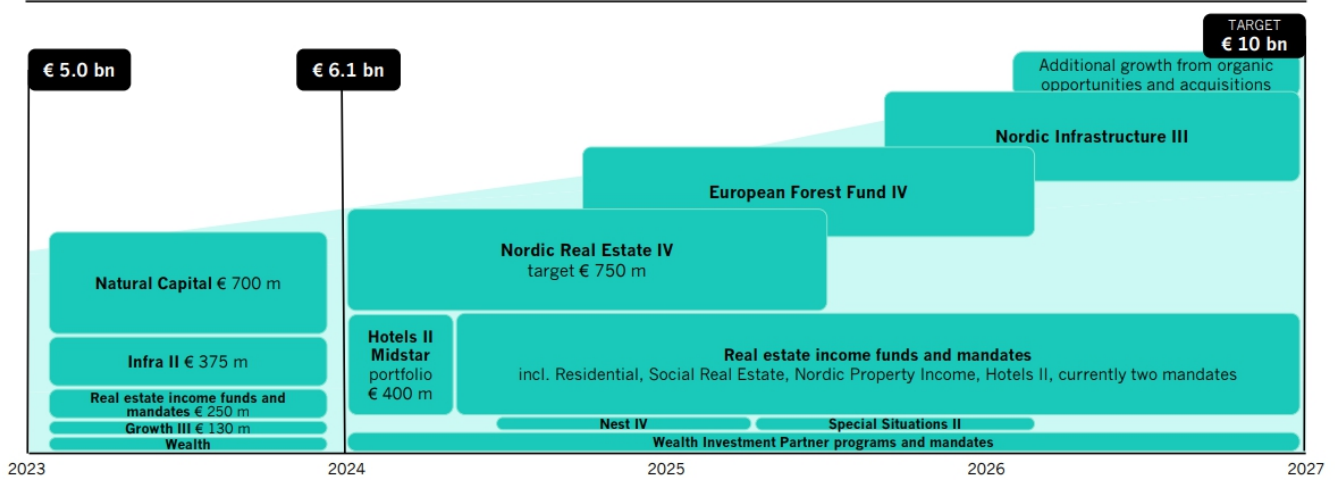 TARGET
€ 10 bn
€ 5.0 bn
€ 6.1 bn
Additional growth from organic
opportunities and acquisitions
Nordic Infrastructure III
European Forest Fund IV
Nordic Real Estate IV
target € 750 m
Natural Capital € 700 m
Infra II € 375 m
Real estate income funds and
mandates € 250 m
Growth III € 130 m
Wealth
Hotels II
Midstar
portfolio
€ 400 m
Real estate income funds and mandates
incl. Residential, Social Real Estate, Nordic Property Income, Hotels II, currently two mandates
Nest IV
Special Situations II
Wealth Investment Partner programs and mandates
2023
2024
2025
2026
2027